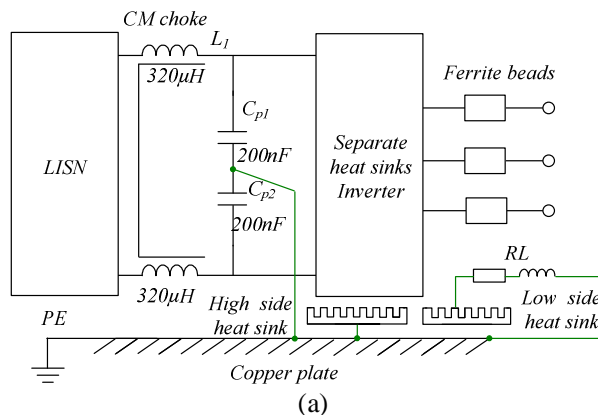 CM choke
L1
320μH
Ferrite beads
LISN
Cp1
200nF
Separate
heat sinks
Inverter
Cp2
200nF
320μH
RL
PE
High side
heat sink
Low side
heat sink
Copper plate
(a)